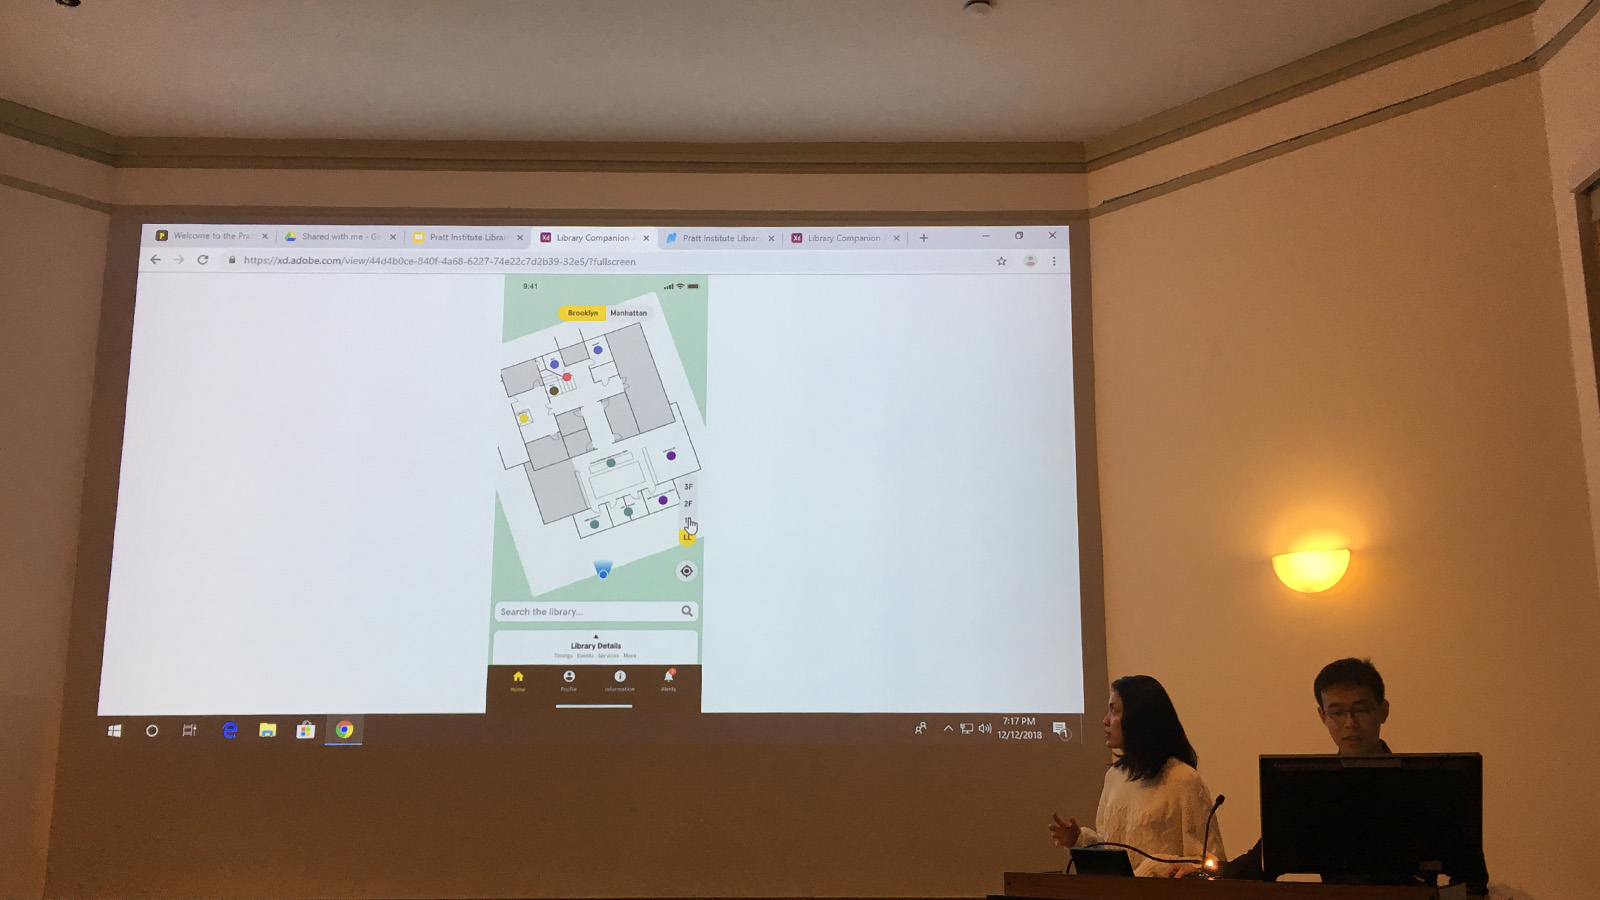 Welcome to the Pra
Shared with me - Go
Pratt Institute Librar
Library Companion -
Pratt Institute Librar
Library Companion -
https://xd.adobe.com/view/44d4b0ce-840f-4a68-6227-74e22c7d2b39-32e5/?fullscreen
9:41
Brooklyn Manhattan
3F
2F
LL
Search the library...
Library Details
Timings · Events · Services · More
Home Profile Information Alerts
7:17 PM
12/12/2018
1